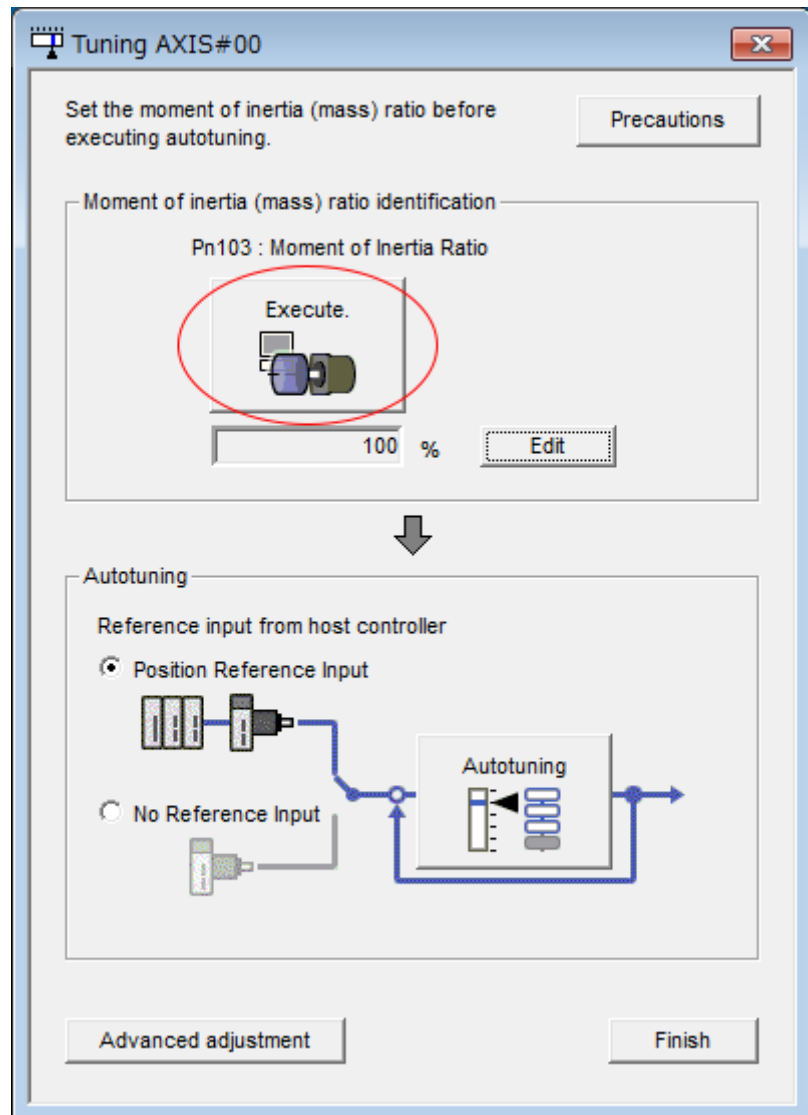 Tuning AXIS#00
Set the moment of inertia (mass) ratio before
executing autotuning.
Precautions
Moment of inertia (mass) ratio identification
Pn103 : Moment of Inertia Ratio
Execute.
100 %
Edit
Autotuning
Reference input from host controller
Position Reference Input
Autotuning
No Reference Input
Advanced adjustment
Finish